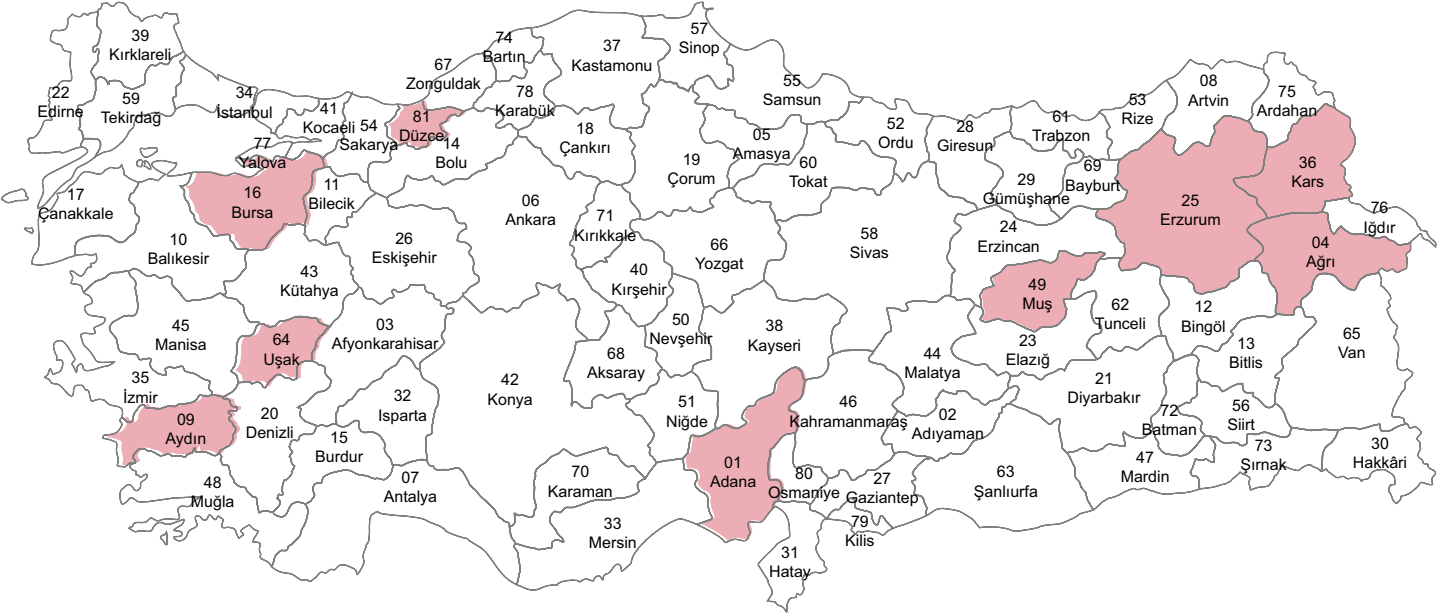 39
Kırklareli
22
Edirne
59
Tekirdağ
34
İstanbul
41
Kocaeli
54
Sakarya
77
Yalova
81
Düzce
14
Bolu
67
Zonguldak
74
Bartın
78
Karabük
37
Kastamonu
57
Sinop
18
Çankırı
55
Samsun
05
Amasya
19
Çorum
60
Tokat
52
Ordu
28
Giresun
61
Trabzon
53
Rize
08
Artvin
75
Ardahan
29
Gümüşhane
69
Bayburt
25
Erzurum
36
Kars
76
Iğdır
04
Ağrı
17
Çanakkale
16
Bursa
11
Bilecik
10
Balıkesir
26
Eskişehir
06
Ankara
71
Kırıkkale
66
Yozgat
58
Sivas
24
Erzincan
43
Kütahya
40
Kırşehir
49
Muş
62
Tunceli
12
Bingöl
45
Manisa
64
Uşak
03
Afyonkarahisar
50
Nevşehir
38
Kayseri
68
Aksaray
44
Malatya
23
Elazığ
13
Bitlis
65
Van
35
İzmir
09
Aydın
20
Denizli
32
Isparta
42
Konya
51
Niğde
46
Kahramanmaraş
02
Adıyaman
21
Diyarbakır
72
Batman
56
Siirt
15
Burdur
48
Muğla
07
Antalya
70
Karaman
33
Mersin
01
Adana
80
Osmaniye
27
Gaziantep
79
Kilis
31
Hatay
63
Şanlıurfa
47
Mardin
73
Şırnak
30
Hakkâri